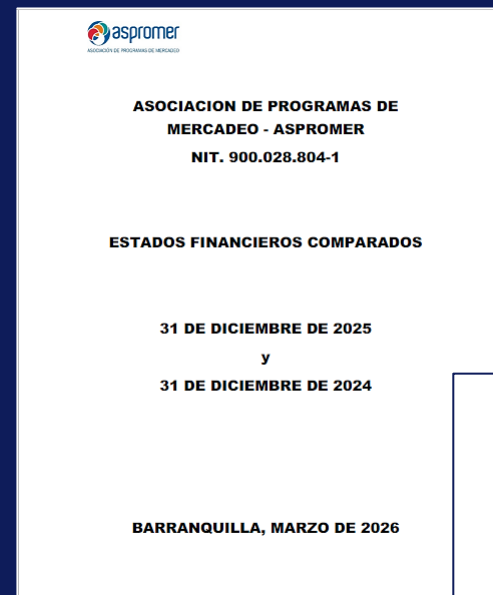 aspromer
ASOCIACIÓN DE PROGRAMAS DE MERCADEO
ASOCIACION DE PROGRAMAS DE
MERCADEO - ASPROMER
NIT. 900.028.804-1
ESTADOS FINANCIEROS COMPARADOS
31 DE DICIEMBRE DE 2025
y
31 DE DICIEMBRE DE 2024
BARRANQUILLA, MARZO DE 2026